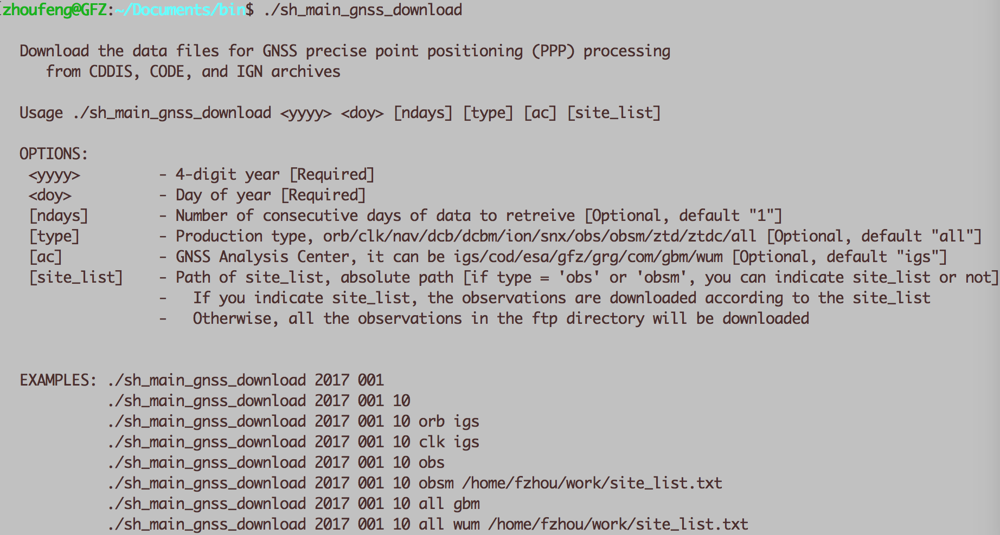 zhoufeng@GFZ:~/Documents/bin$ ./sh_main_gnss_download
Download the data files for GNSS precise point positioning (PPP) processing
from CDDIS, CODE, and IGN archives
Usage ./sh_main_gnss_download <yyyy> <doy> [ndays] [type] [ac] [site_list]
OPTIONS:
<yyyy> - 4-digit year [Required]
<doy> - Day of year [Required]
[ndays] - Number of consecutive days of data to retreive [Optional, default "1"]
[type] - Production type, orb/clk/nav/dcb/dcbm/ion/snx/obs/obsm/ztd/ztdc/all [Optional, default "all"]
[ac] - GNSS Analysis Center, it can be igs/cod/esa/gfz/grg/com/gbm/wum [Optional, default "igs"]
[site_list] - Path of site_list, absolute path [if type = 'obs' or 'obsm', you can indicate site_list or not]
- If you indicate site_list, the observations are downloaded according to the site_list
- Otherwise, all the observations in the ftp directory will be downloaded
EXAMPLES: ./sh_main_gnss_download 2017 001
./sh_main_gnss_download 2017 001 10
./sh_main_gnss_download 2017 001 10 orb igs
./sh_main_gnss_download 2017 001 10 clk igs
./sh_main_gnss_download 2017 001 10 obs
./sh_main_gnss_download 2017 001 10 obsm /home/fzhou/work/site_list.txt
./sh_main_gnss_download 2017 001 10 all gbm
./sh_main_gnss_download 2017 001 10 all wum /home/fzhou/work/site_list.txt